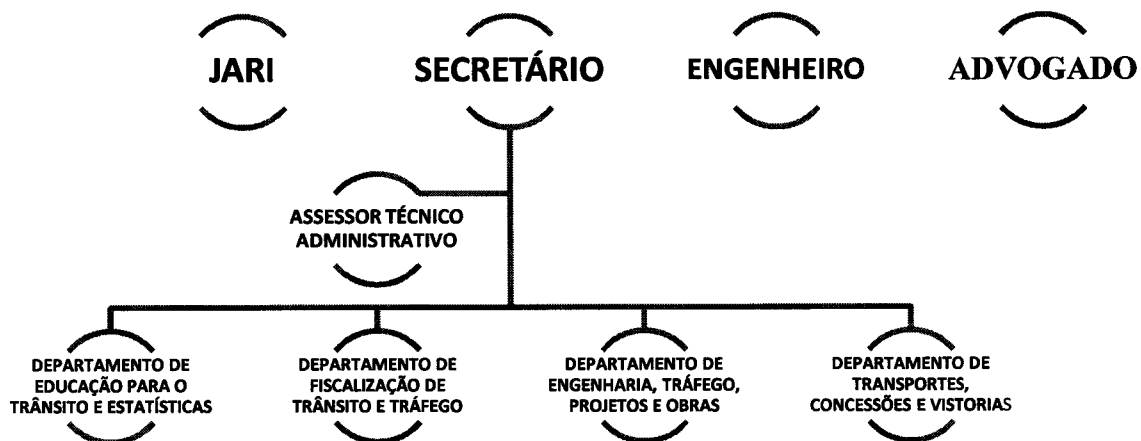 JARI
SECRETÁRIO
ENGENHEIRO
ADVOGADO
ASSESSOR TÉCNICO
ADMINISTRATIVO
DEPARTAMENTO DE
EDUCAÇÃO PARA O
TRÂNSITO E ESTATÍSTICAS
DEPARTAMENTO DE
FISCALIZAÇÃO DE
TRÂNSITO E TRÁFEGO
DEPARTAMENTO DE
ENGENHARIA, TRÁFEGO,
PROJETOS E OBRAS
DEPARTAMENTO DE
TRANSPORTES,
CONCESSÕES E VISTORIAS